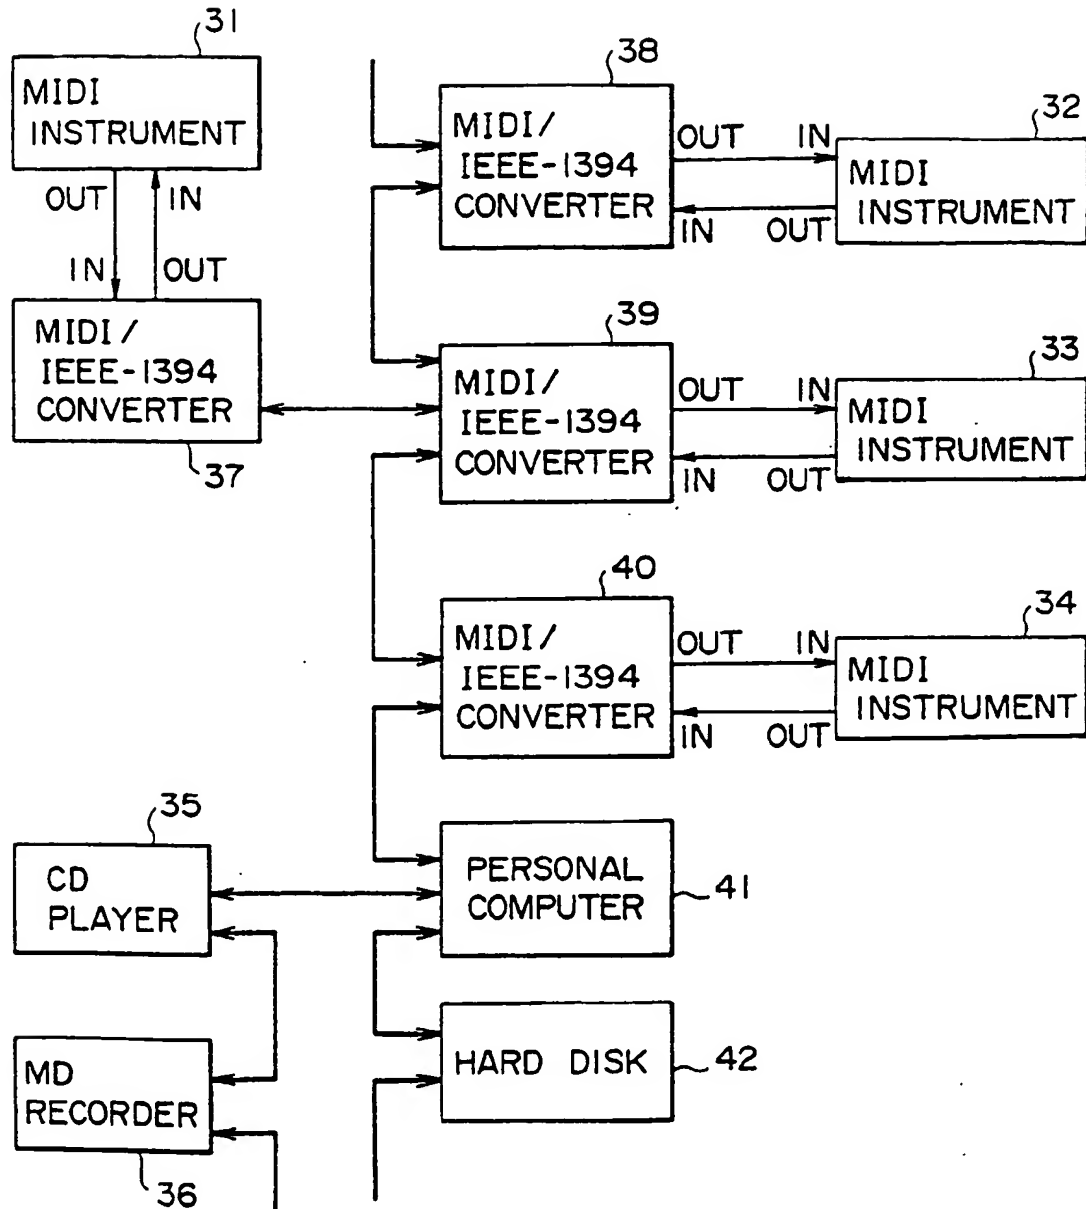 31
MIDI
INSTRUMENT
OUT
IN
IN
OUT
MIDI/
IEEE-1394
CONVERTER
37
38
MIDI/
IEEE-1394
CONVERTER
OUT
IN
IN
OUT
32
MIDI
INSTRUMENT
39
MIDI/
IEEE-1394
CONVERTER
OUT
IN
IN
OUT
33
MIDI
INSTRUMENT
40
MIDI/
IEEE-1394
CONVERTER
OUT
IN
IN
OUT
34
MIDI
INSTRUMENT
35
CD
PLAYER
PERSONAL
COMPUTER
41
MD
RECORDER
36
HARD DISK
42